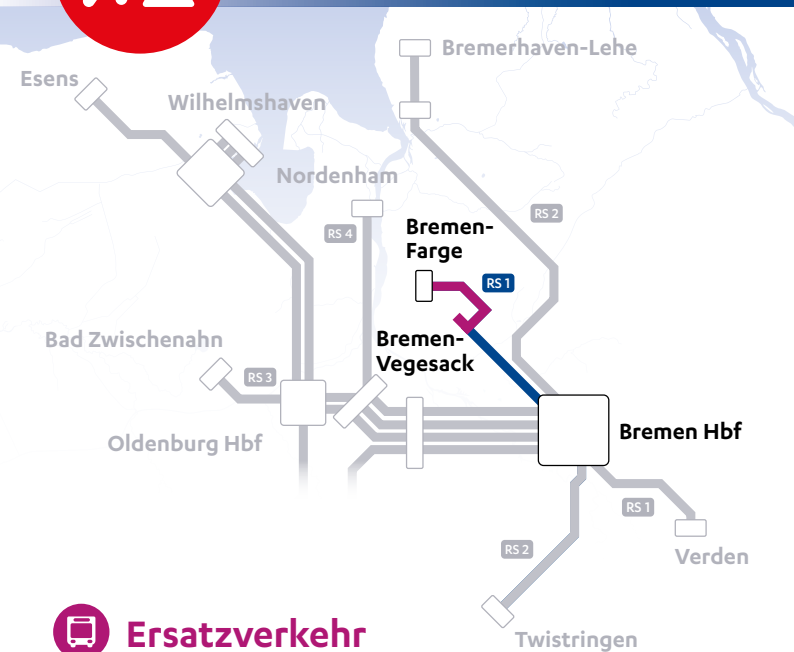 Bremerhaven-Lehe
Esens
Wilhelmshaven
Nordenham
RS 2
RS 4
Bremen-
Farge
RS 1
Bremen-
Vegesack
Bad Zwischenahn
RS 3
Oldenburg Hbf
Bremen Hbf
RS 1
RS 2
Verden
Ersatzverkehr
Twistringen